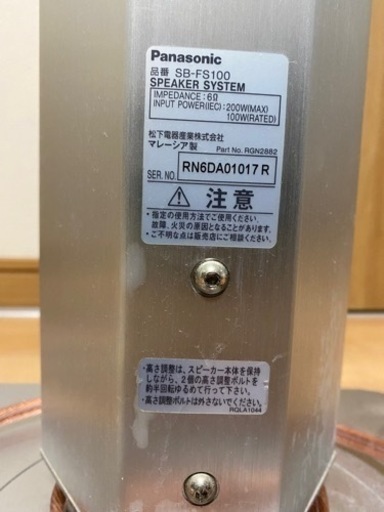 Panasonic
品番 SB-FS100
SPEAKER SYSTEM
IMPEDANCE: 6Ω
INPUT POWER(IEC): 200W(MAX)
100W(RATED)
松下電器産業株式会社
マレーシア製 Part No. RGN2882
SER. NO. RN6DA01017 R
注意
・指定の使用方法でご使用ください。
故障、火災の原因となることがあります。
・ご不明な点は販売店にご相談ください。
・高さ調整は、スピーカー本体を保持
しながら、2個の高さ調整ボルトを
約半回転ゆるめて行って下さい。
・高さ調整ボルトは外さないでください。
RQLA1044